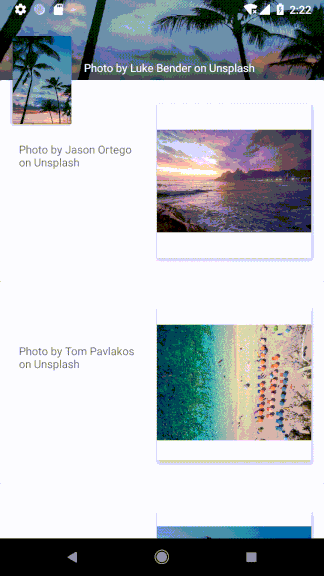 2:22
Photo by Luke Bender on Unsplash
Photo by Jason Ortego
on Unsplash
Photo by Tom Pavlakos
on Unsplash